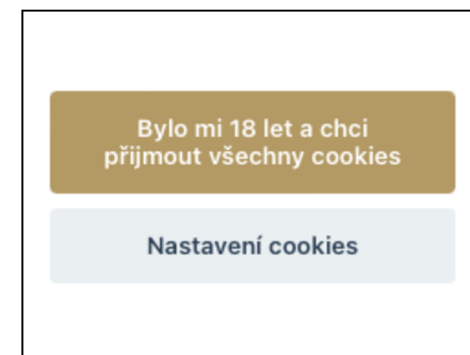 Bylo mi 18 let a chci
přijmout všechny cookies
Nastavení cookies